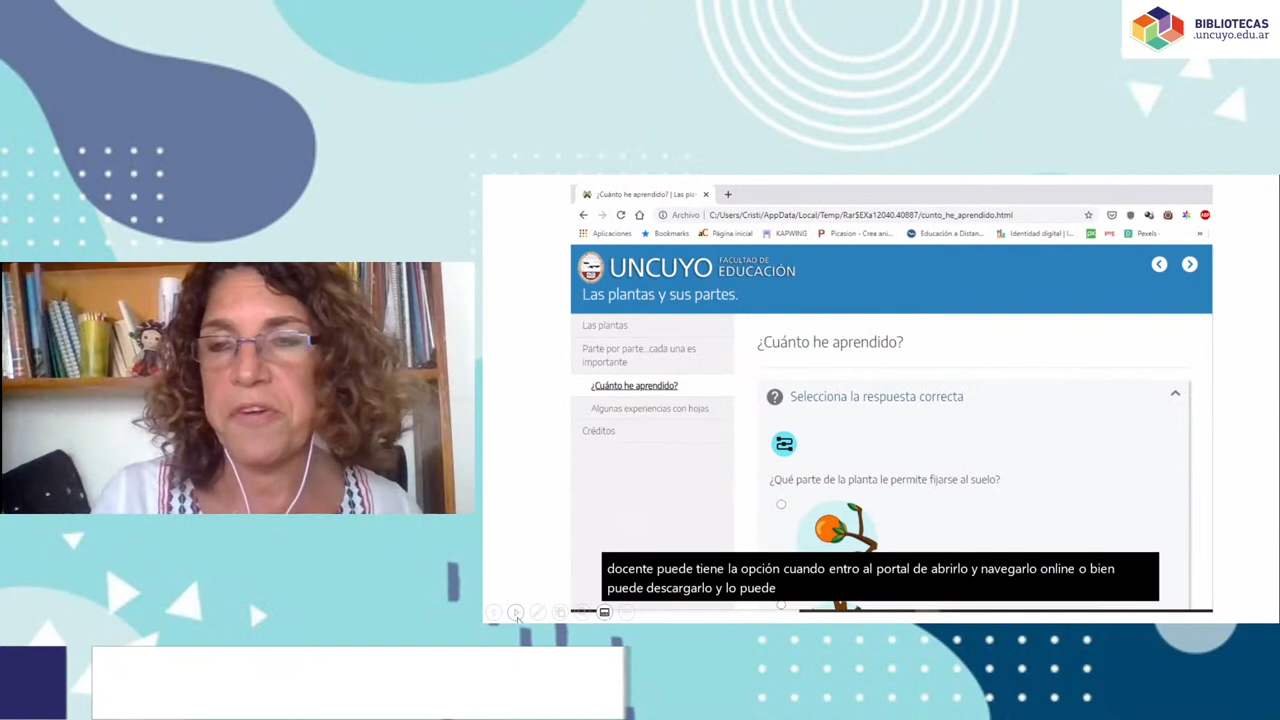 BIBLIOTECAS
.uncuyo.edu.ar
¿Cuánto he aprendido? | Las pla
Archivo C:/Users/Cristi/AppData/Local/Temp/Rar$EXa12040.40887/cunto_he_aprendido.html
Aplicaciones Bookmarks Página inicial KAPWING Picasion - Crea ani... Educación a Distan... Identidad digital | I... Pexels -
UNCUYO FACULTAD DE EDUCACIÓN
Las plantas y sus partes.
Las plantas
Parte por parte...cada una es
importante
¿Cuánto he aprendido?
Algunas experiencias con hojas
Créditos
¿Cuánto he aprendido?
Selecciona la respuesta correcta
¿Qué parte de la planta le permite fijarse al suelo?
docente puede tiene la opción cuando entro al portal de abrirlo y navegarlo online o bien
puede descargarlo y lo puede